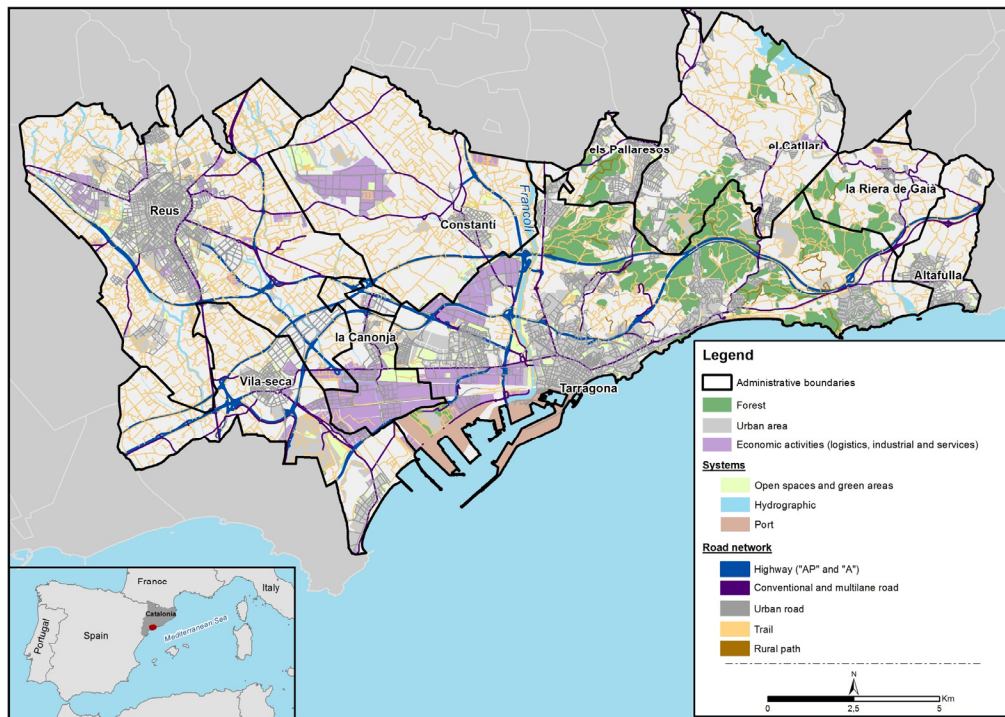 els Pallaresos
el Catllar
la Riera de Gaià
Reus
Francolí
Constantí
Altafulla
la Canonja
Vila-seca
Tarragona
Legend
Administrative boundaries
Forest
Urban area
Economic activities (logistics, industrial and services)
Systems
Open spaces and green areas
Hydrographic
Port
Road network
Highway ("AP" and "A")
Conventional and multilane road
Urban road
Trail
Rural path
N
Km
0
2,5
5
France
Italy
Catalonia
Portugal
Spain
Mediterranean Sea